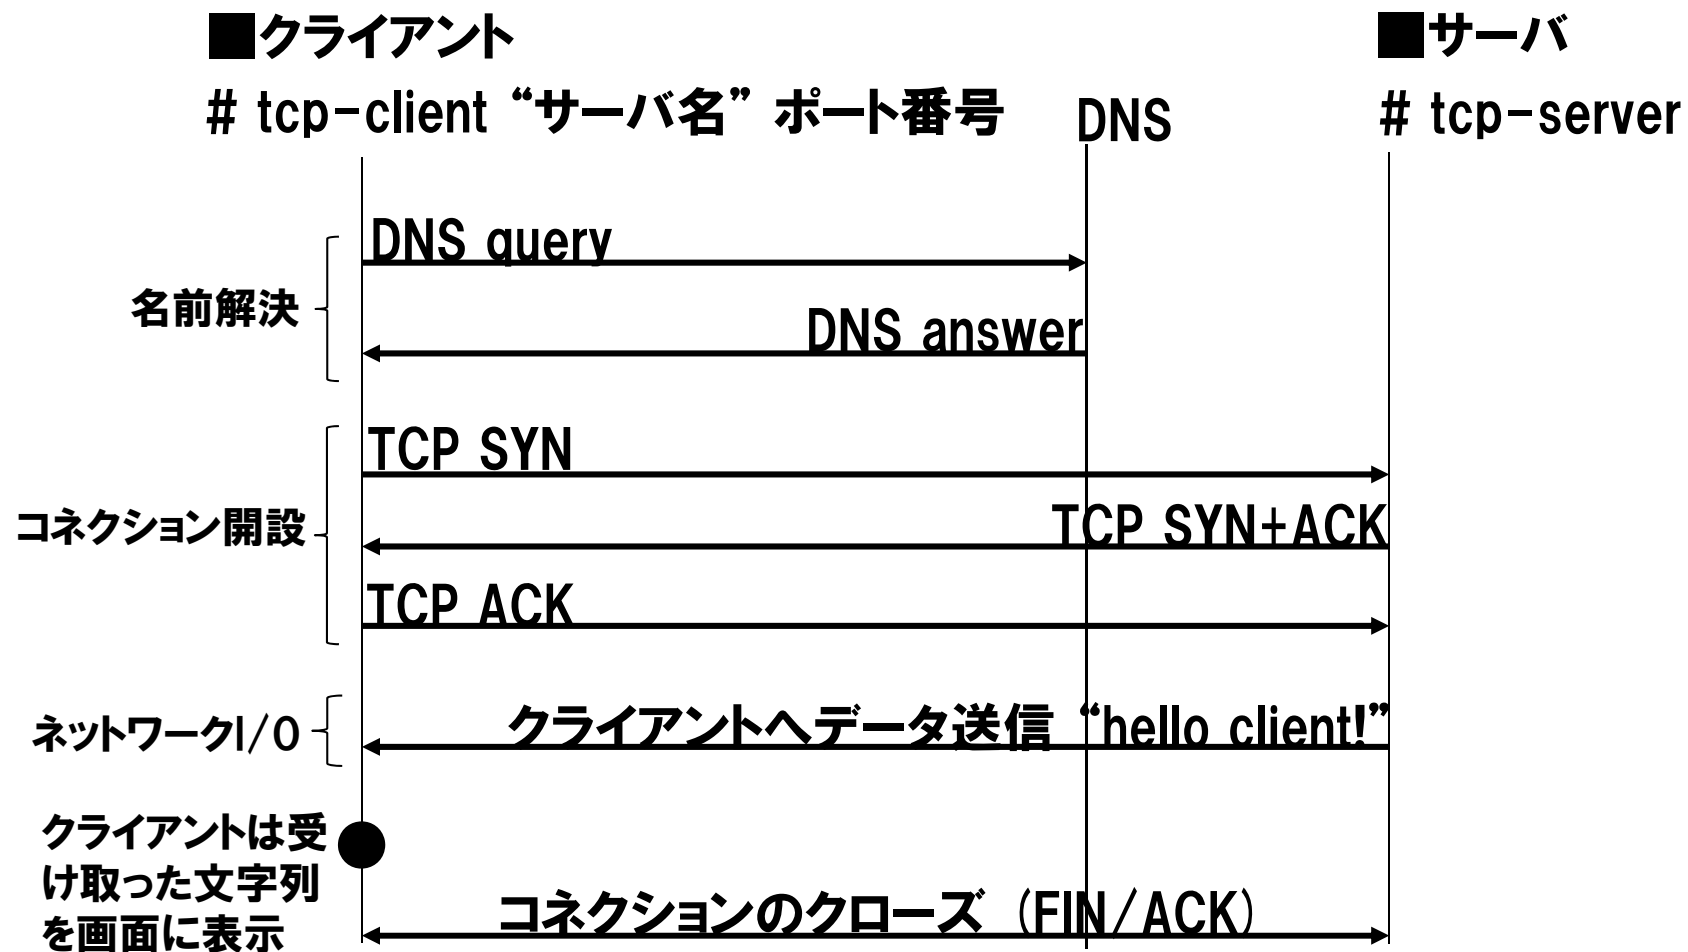 ■クライアント
■サーバ
# tcp-client “サーバ名” ポート番号
DNS
# tcp-server
DNS query
名前解決
DNS answer
TCP SYN
コネクション開設
TCP SYN+ACK
TCP ACK
ネットワークI/O
クライアントへデータ送信 “hello client!”
クライアントは受
け取った文字列
を画面に表示
コネクションのクローズ (FIN/ACK)